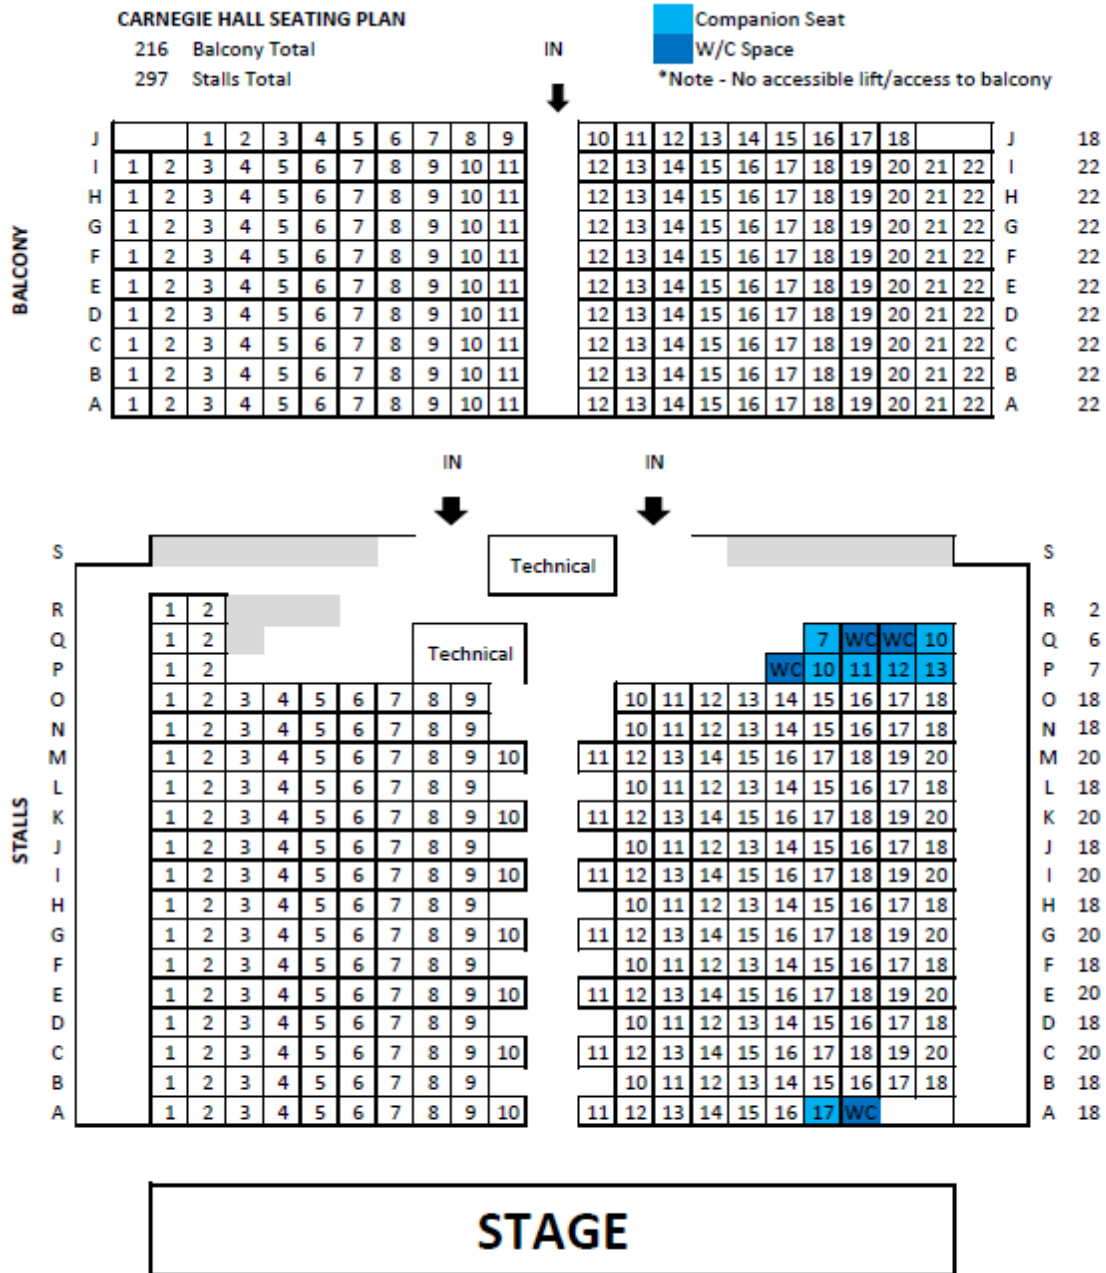 CARNEGIE HALL SEATING PLAN
Companion Seat
216 Balcony Total
IN
W/C Space
297 Stalls Total
*Note - No accessible lift/access to balcony
BALCONY
J 1 2 3 4 5 6 7 8 9 10 11 12 13 14 15 16 17 18 J 18
I 1 2 3 4 5 6 7 8 9 10 11 12 13 14 15 16 17 18 19 20 21 22 I 22
H 1 2 3 4 5 6 7 8 9 10 11 12 13 14 15 16 17 18 19 20 21 22 H 22
G 1 2 3 4 5 6 7 8 9 10 11 12 13 14 15 16 17 18 19 20 21 22 G 22
F 1 2 3 4 5 6 7 8 9 10 11 12 13 14 15 16 17 18 19 20 21 22 F 22
E 1 2 3 4 5 6 7 8 9 10 11 12 13 14 15 16 17 18 19 20 21 22 E 22
D 1 2 3 4 5 6 7 8 9 10 11 12 13 14 15 16 17 18 19 20 21 22 D 22
C 1 2 3 4 5 6 7 8 9 10 11 12 13 14 15 16 17 18 19 20 21 22 C 22
B 1 2 3 4 5 6 7 8 9 10 11 12 13 14 15 16 17 18 19 20 21 22 B 22
A 1 2 3 4 5 6 7 8 9 10 11 12 13 14 15 16 17 18 19 20 21 22 A 22
IN IN
STALLS
S Technical S
R 1 2 R 2
Q 1 2 Technical 7 WC WC 10 Q 6
P 1 2 WC 10 11 12 13 P 7
O 1 2 3 4 5 6 7 8 9 10 11 12 13 14 15 16 17 18 O 18
N 1 2 3 4 5 6 7 8 9 10 11 12 13 14 15 16 17 18 N 18
M 1 2 3 4 5 6 7 8 9 10 11 12 13 14 15 16 17 18 19 20 M 20
L 1 2 3 4 5 6 7 8 9 10 11 12 13 14 15 16 17 18 L 18
K 1 2 3 4 5 6 7 8 9 10 11 12 13 14 15 16 17 18 19 20 K 20
J 1 2 3 4 5 6 7 8 9 10 11 12 13 14 15 16 17 18 J 18
I 1 2 3 4 5 6 7 8 9 10 11 12 13 14 15 16 17 18 19 20 I 20
H 1 2 3 4 5 6 7 8 9 10 11 12 13 14 15 16 17 18 H 18
G 1 2 3 4 5 6 7 8 9 10 11 12 13 14 15 16 17 18 19 20 G 20
F 1 2 3 4 5 6 7 8 9 10 11 12 13 14 15 16 17 18 F 18
E 1 2 3 4 5 6 7 8 9 10 11 12 13 14 15 16 17 18 19 20 E 20
D 1 2 3 4 5 6 7 8 9 10 11 12 13 14 15 16 17 18 D 18
C 1 2 3 4 5 6 7 8 9 10 11 12 13 14 15 16 17 18 19 20 C 20
B 1 2 3 4 5 6 7 8 9 10 11 12 13 14 15 16 17 18 B 18
A 1 2 3 4 5 6 7 8 9 10 11 12 13 14 15 16 17 WC A 18
STAGE